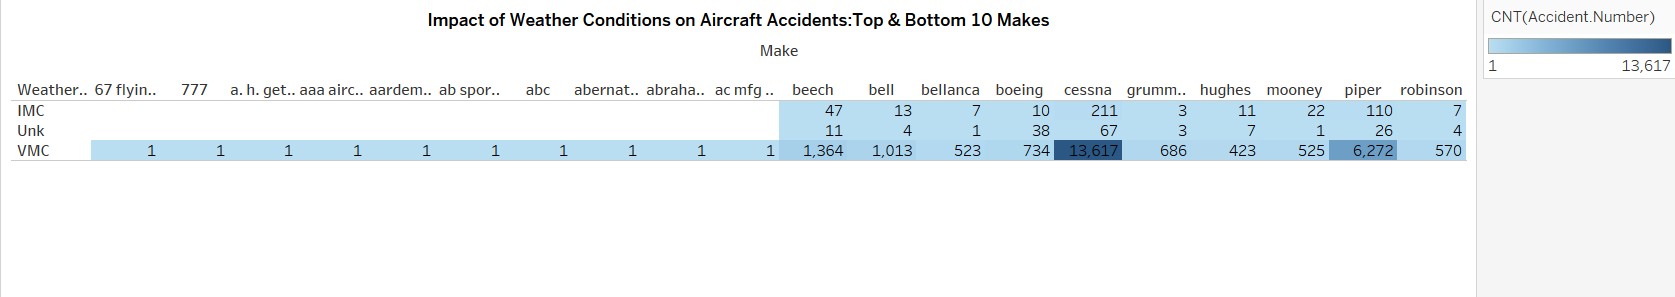 Impact of Weather Conditions on Aircraft Accidents:Top & Bottom 10 Makes
CNT(Accident.Number)
1 13,617
Make
Weather.. 67 flyin.. 777 a. h. get.. aaa airc.. aardem.. ab spor.. abc abernat.. abraha.. ac mfg .. beech bell bellanca boeing cessna grumm.. hughes mooney piper robinson
IMC 47 13 7 10 211 3 11 22 110 7
Unk 11 4 1 38 67 3 7 1 26 4
VMC 1 1 1 1 1 1 1 1 1 1 1,364 1,013 523 734 13,617 686 423 525 6,272 570